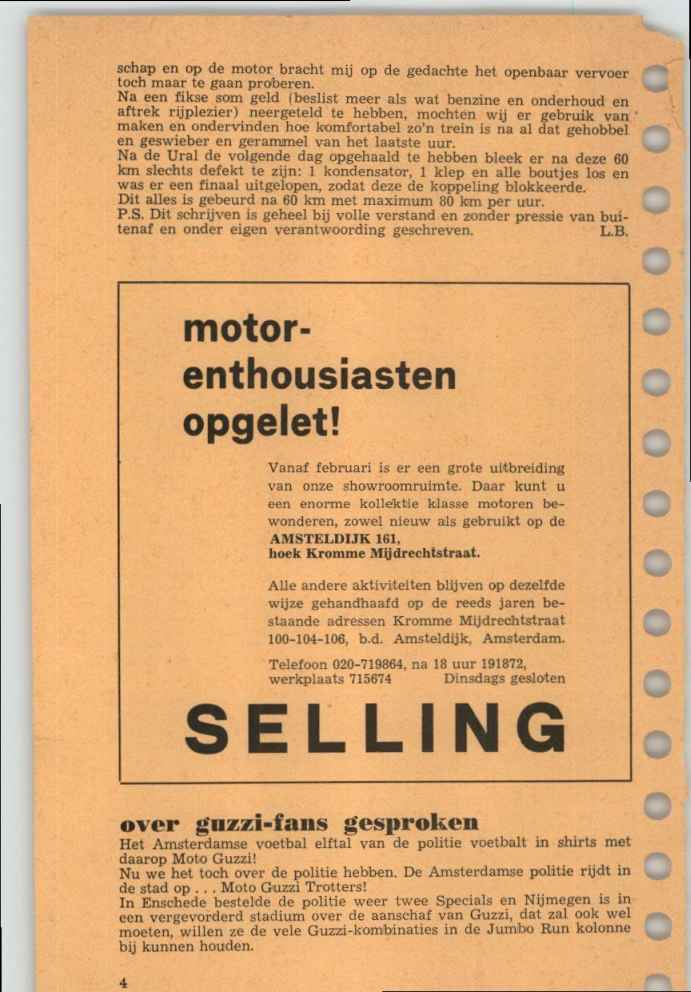 schap en op de motor bracht mij op de gedachte het openbaar vervoer
toch maar te gaan proberen.
Na een fikse som geld (beslist meer als wat benzine en onderhoud en
aftrek rijplezier) neergeteld te hebben, mochten wij er gebruik van
maken en ondervinden hoe komfortabel zo'n trein is na al dat gehobbel
en geswieber en gerammel van het laatste uur.
Na de Ural de volgende dag opgehaald te hebben bleek er na deze 60
km slechts defekt te zijn: 1 kondensator, 1 klep en alle boutjes los en
was er een finaal uitgelopen, zodat deze de koppeling blokkeerde.
Dit alles is gebeurd na 60 km met maximum 80 km per uur.
P.S. Dit schrijven is geheel bij volle verstand en zonder pressie van bui-
tenaf en onder eigen verantwoording geschreven. L.B.
motor-
enthousiasten
opgelet!
Vanaf februari is er een grote uitbreiding
van onze showroomruimte. Daar kunt u
een enorme kollektie klasse motoren be-
wonderen, zowel nieuw als gebruikt op de
AMSTELDIJK 161,
hoek Kromme Mijdrechtstraat.
Alle andere aktiviteiten blijven op dezelfde
wijze gehandhaafd op de reeds jaren be-
staande adressen Kromme Mijdrechtstraat
100-104-106, b.d. Amsteldijk, Amsterdam.
Telefoon 020-719864, na 18 uur 191872,
werkplaats 715674 Dinsdags gesloten
SELLING
over guzzi-fans gesproken
Het Amsterdamse voetbal elftal van de politie voetbalt in shirts met
daarop Moto Guzzi!
Nu we het toch over de politie hebben. De Amsterdamse politie rijdt in
de stad op . . . Moto Guzzi Trotters!
In Enschede bestelde de politie weer twee Specials en Nijmegen is in
een vergevorderd stadium over de aanschaf van Guzzi, dat zal ook wel
moeten, willen ze de vele Guzzi-kombinaties in de Jumbo Run kolonne
bij kunnen houden.
4